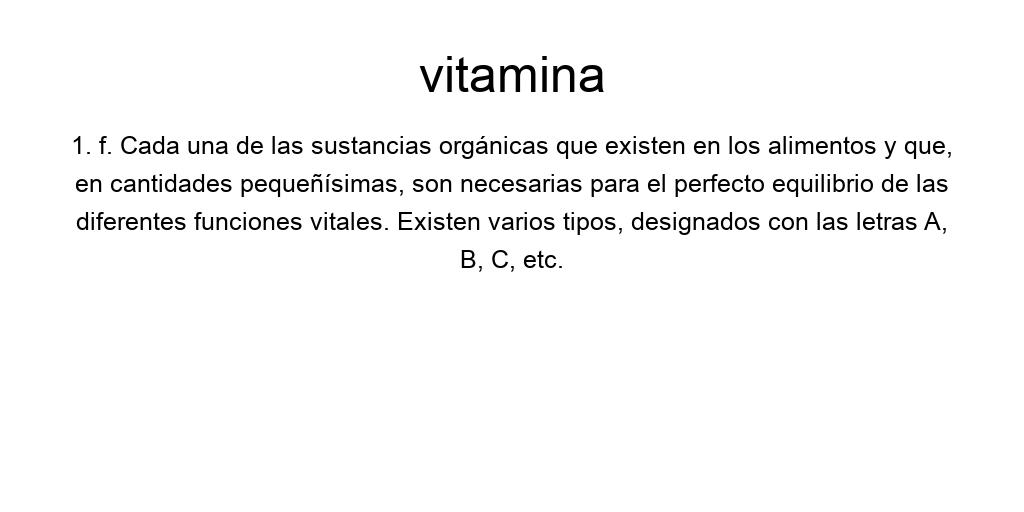 vitamina
1. f. Cada una de las sustancias orgánicas que existen en los alimentos y que,
en cantidades pequeñísimas, son necesarias para el perfecto equilibrio de las
diferentes funciones vitales. Existen varios tipos, designados con las letras A,
B, C, etc.